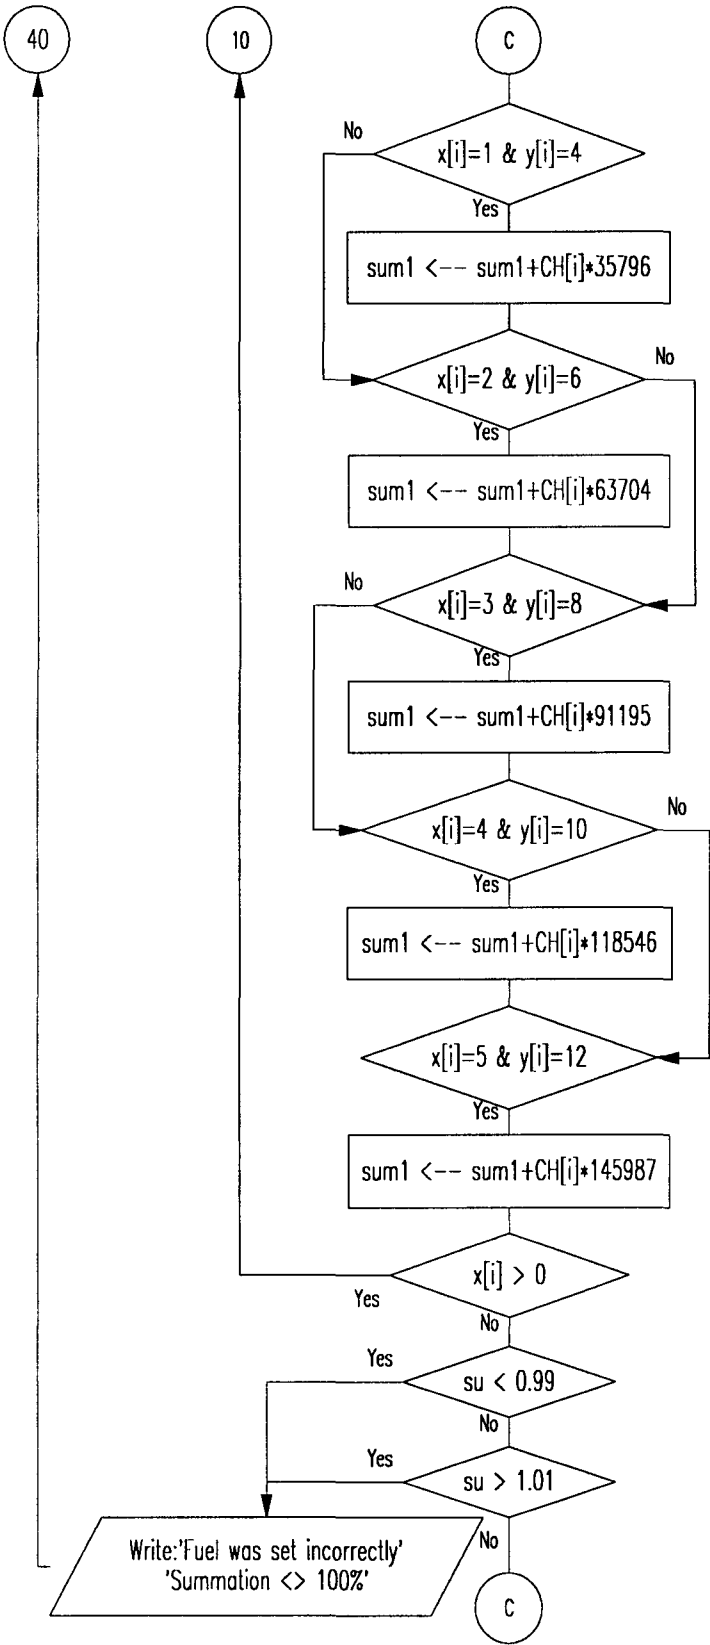 40
10
C
No
x[i]=1 & y[i]=4
Yes
sum1 <-- sum1+CH[i]*35796
x[i]=2 & y[i]=6
No
Yes
sum1 <-- sum1+CH[i]*63704
No
x[i]=3 & y[i]=8
Yes
sum1 <-- sum1+CH[i]*91195
x[i]=4 & y[i]=10
No
Yes
sum1 <-- sum1+CH[i]*118546
x[i]=5 & y[i]=12
Yes
sum1 <-- sum1+CH[i]*145987
x[i] > 0
Yes
No
Yes
su < 0.99
No
Yes
su > 1.01
No
Write:'Fuel was set incorrectly'
'Summation <> 100%'
C